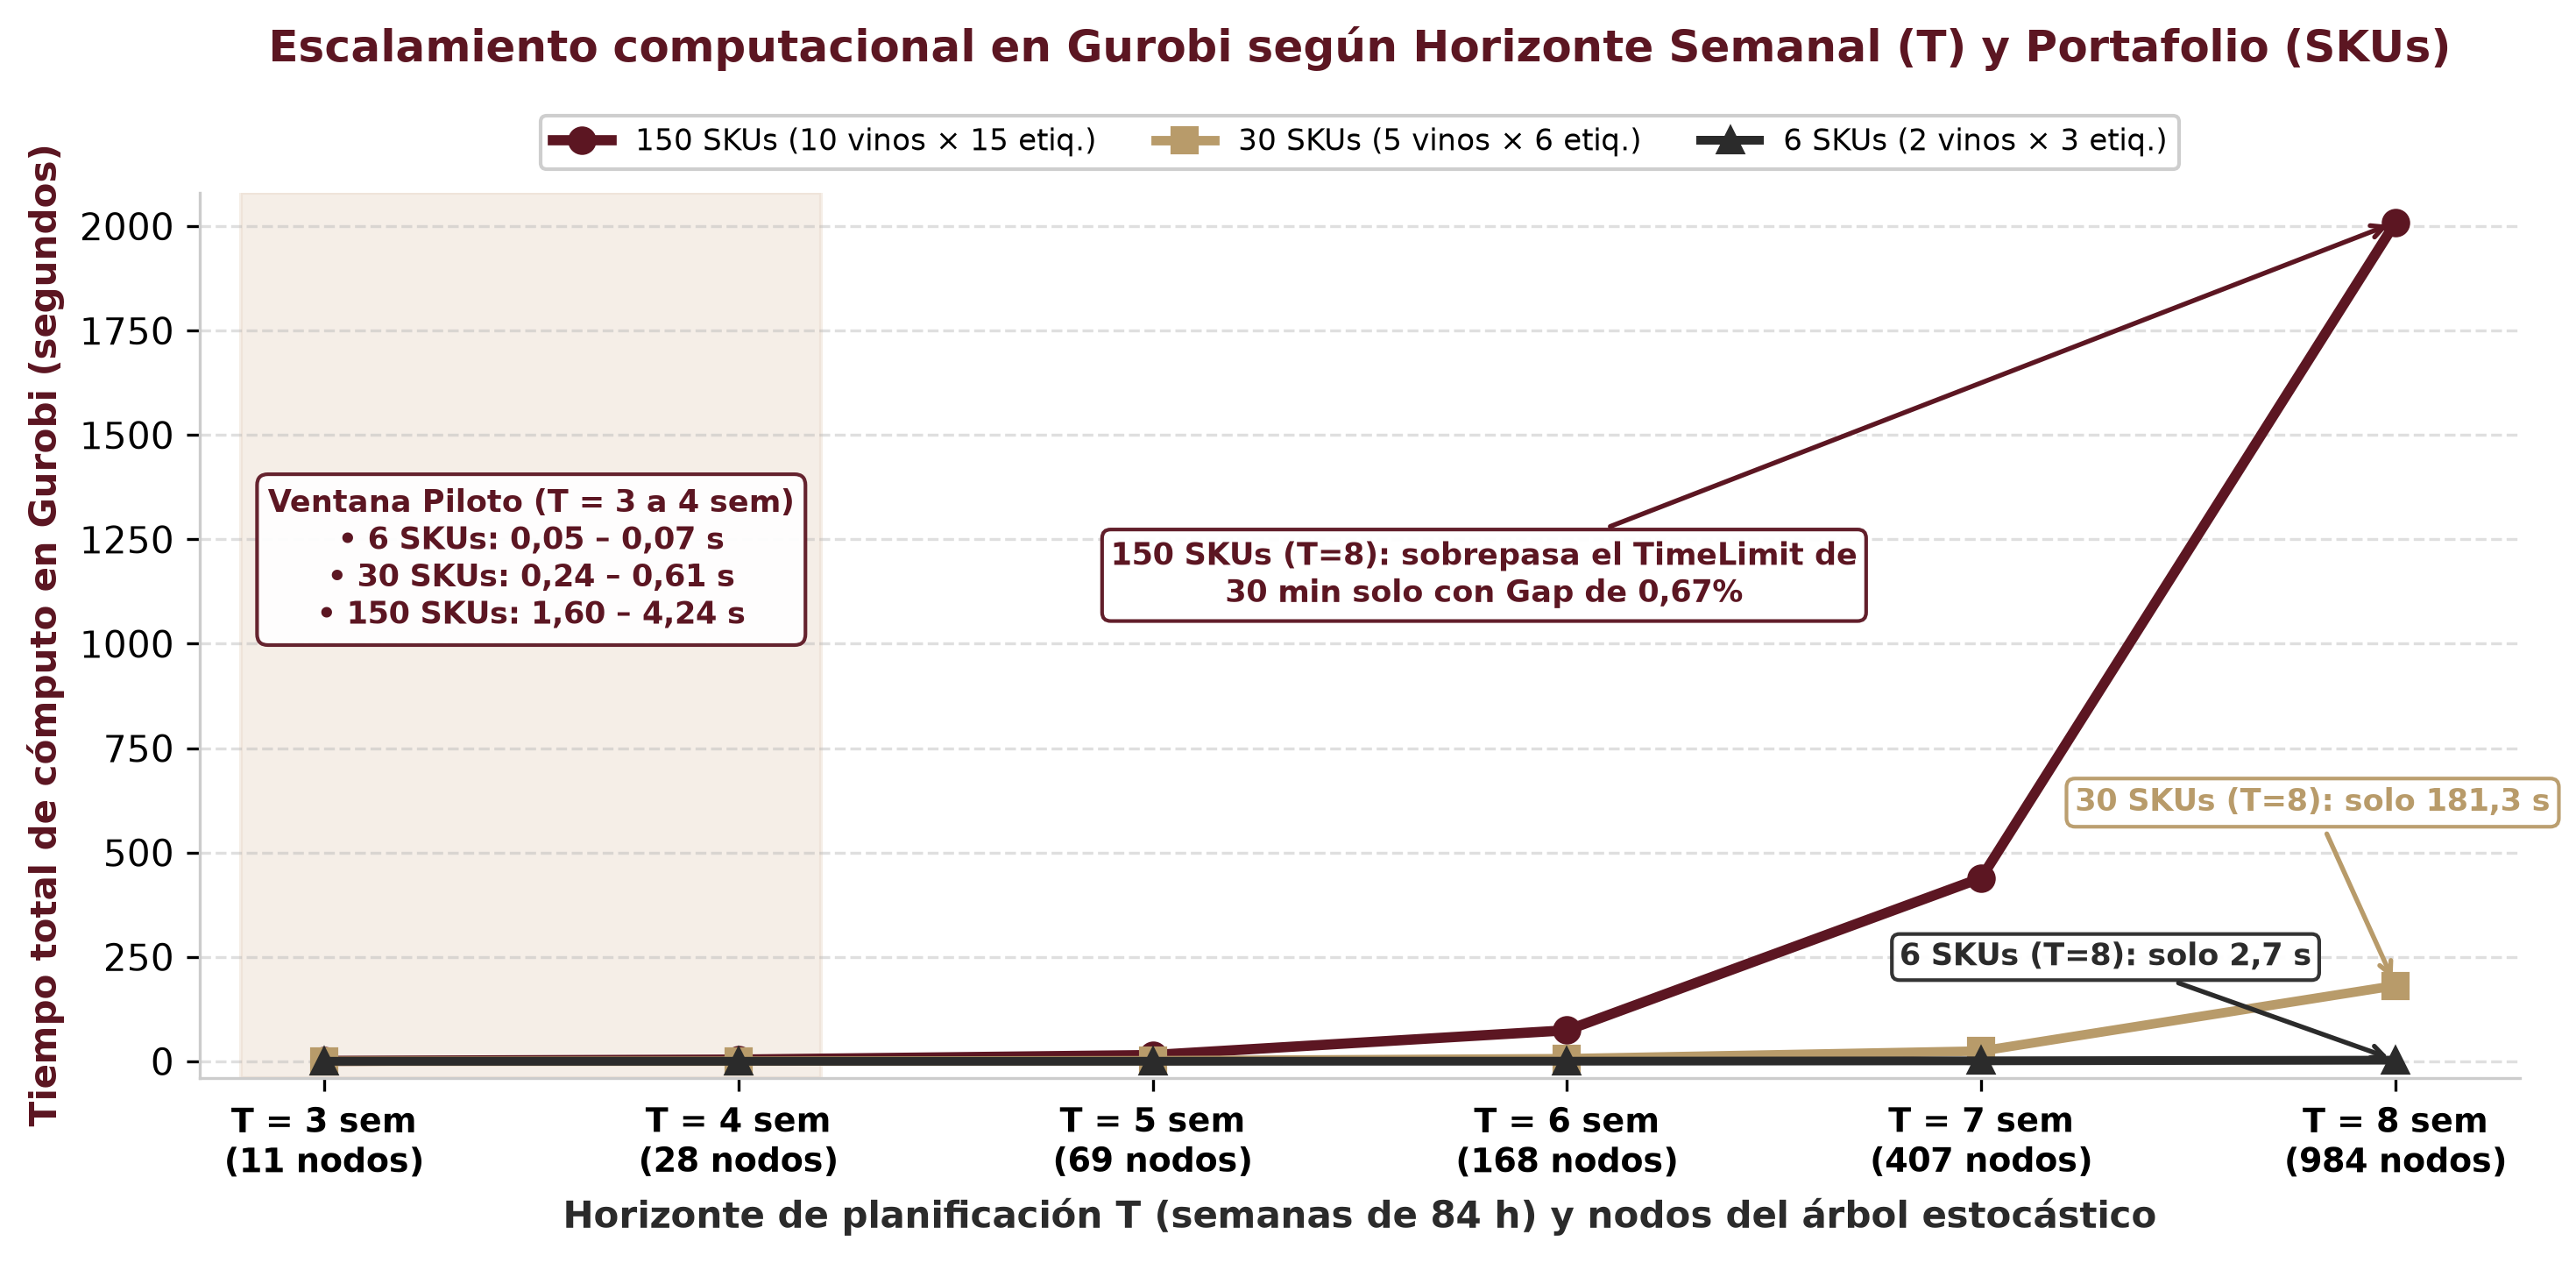 Escalamiento computacional en Gurobi según Horizonte Semanal (T) y Portafolio (SKUs)
150 SKUs (10 vinos × 15 etiq.)
30 SKUs (5 vinos × 6 etiq.)
6 SKUs (2 vinos × 3 etiq.)
Tiempo total de cómputo en Gurobi (segundos)
2000
1750
1500
1250
1000
750
500
250
0
Ventana Piloto (T = 3 a 4 sem)
• 6 SKUs: 0,05 – 0,07 s
• 30 SKUs: 0,24 – 0,61 s
• 150 SKUs: 1,60 – 4,24 s
150 SKUs (T=8): sobrepasa el TimeLimit de
30 min solo con Gap de 0,67%
30 SKUs (T=8): solo 181,3 s
6 SKUs (T=8): solo 2,7 s
T = 3 sem
(11 nodos)
T = 4 sem
(28 nodos)
T = 5 sem
(69 nodos)
T = 6 sem
(168 nodos)
T = 7 sem
(407 nodos)
T = 8 sem
(984 nodos)
Horizonte de planificación T (semanas de 84 h) y nodos del árbol estocástico